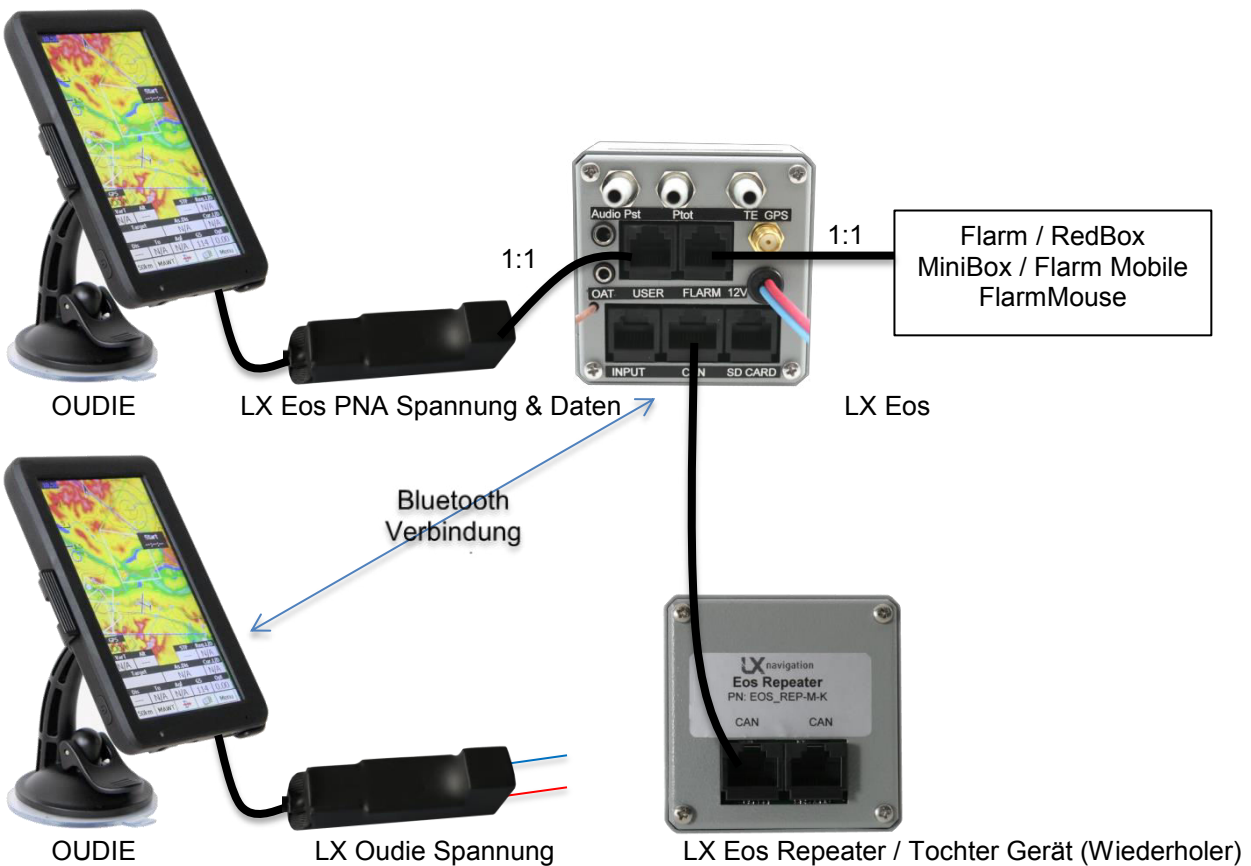 Start
1:1
OUDIE
LX Eos PNA Spannung & Daten
Audio Pst Ptot TE GPS
OAT USER FLARM 12V
INPUT CAN SD CARD
LX Eos
1:1
Flarm / RedBox
MiniBox / Flarm Mobile
FlarmMouse
Bluetooth
Verbindung
Start
OUDIE
LX Oudie Spannung
LX navigation
Eos Repeater
PN: EOS_REP-M-K
CAN CAN
LX Eos Repeater / Tochter Gerät (Wiederholer)